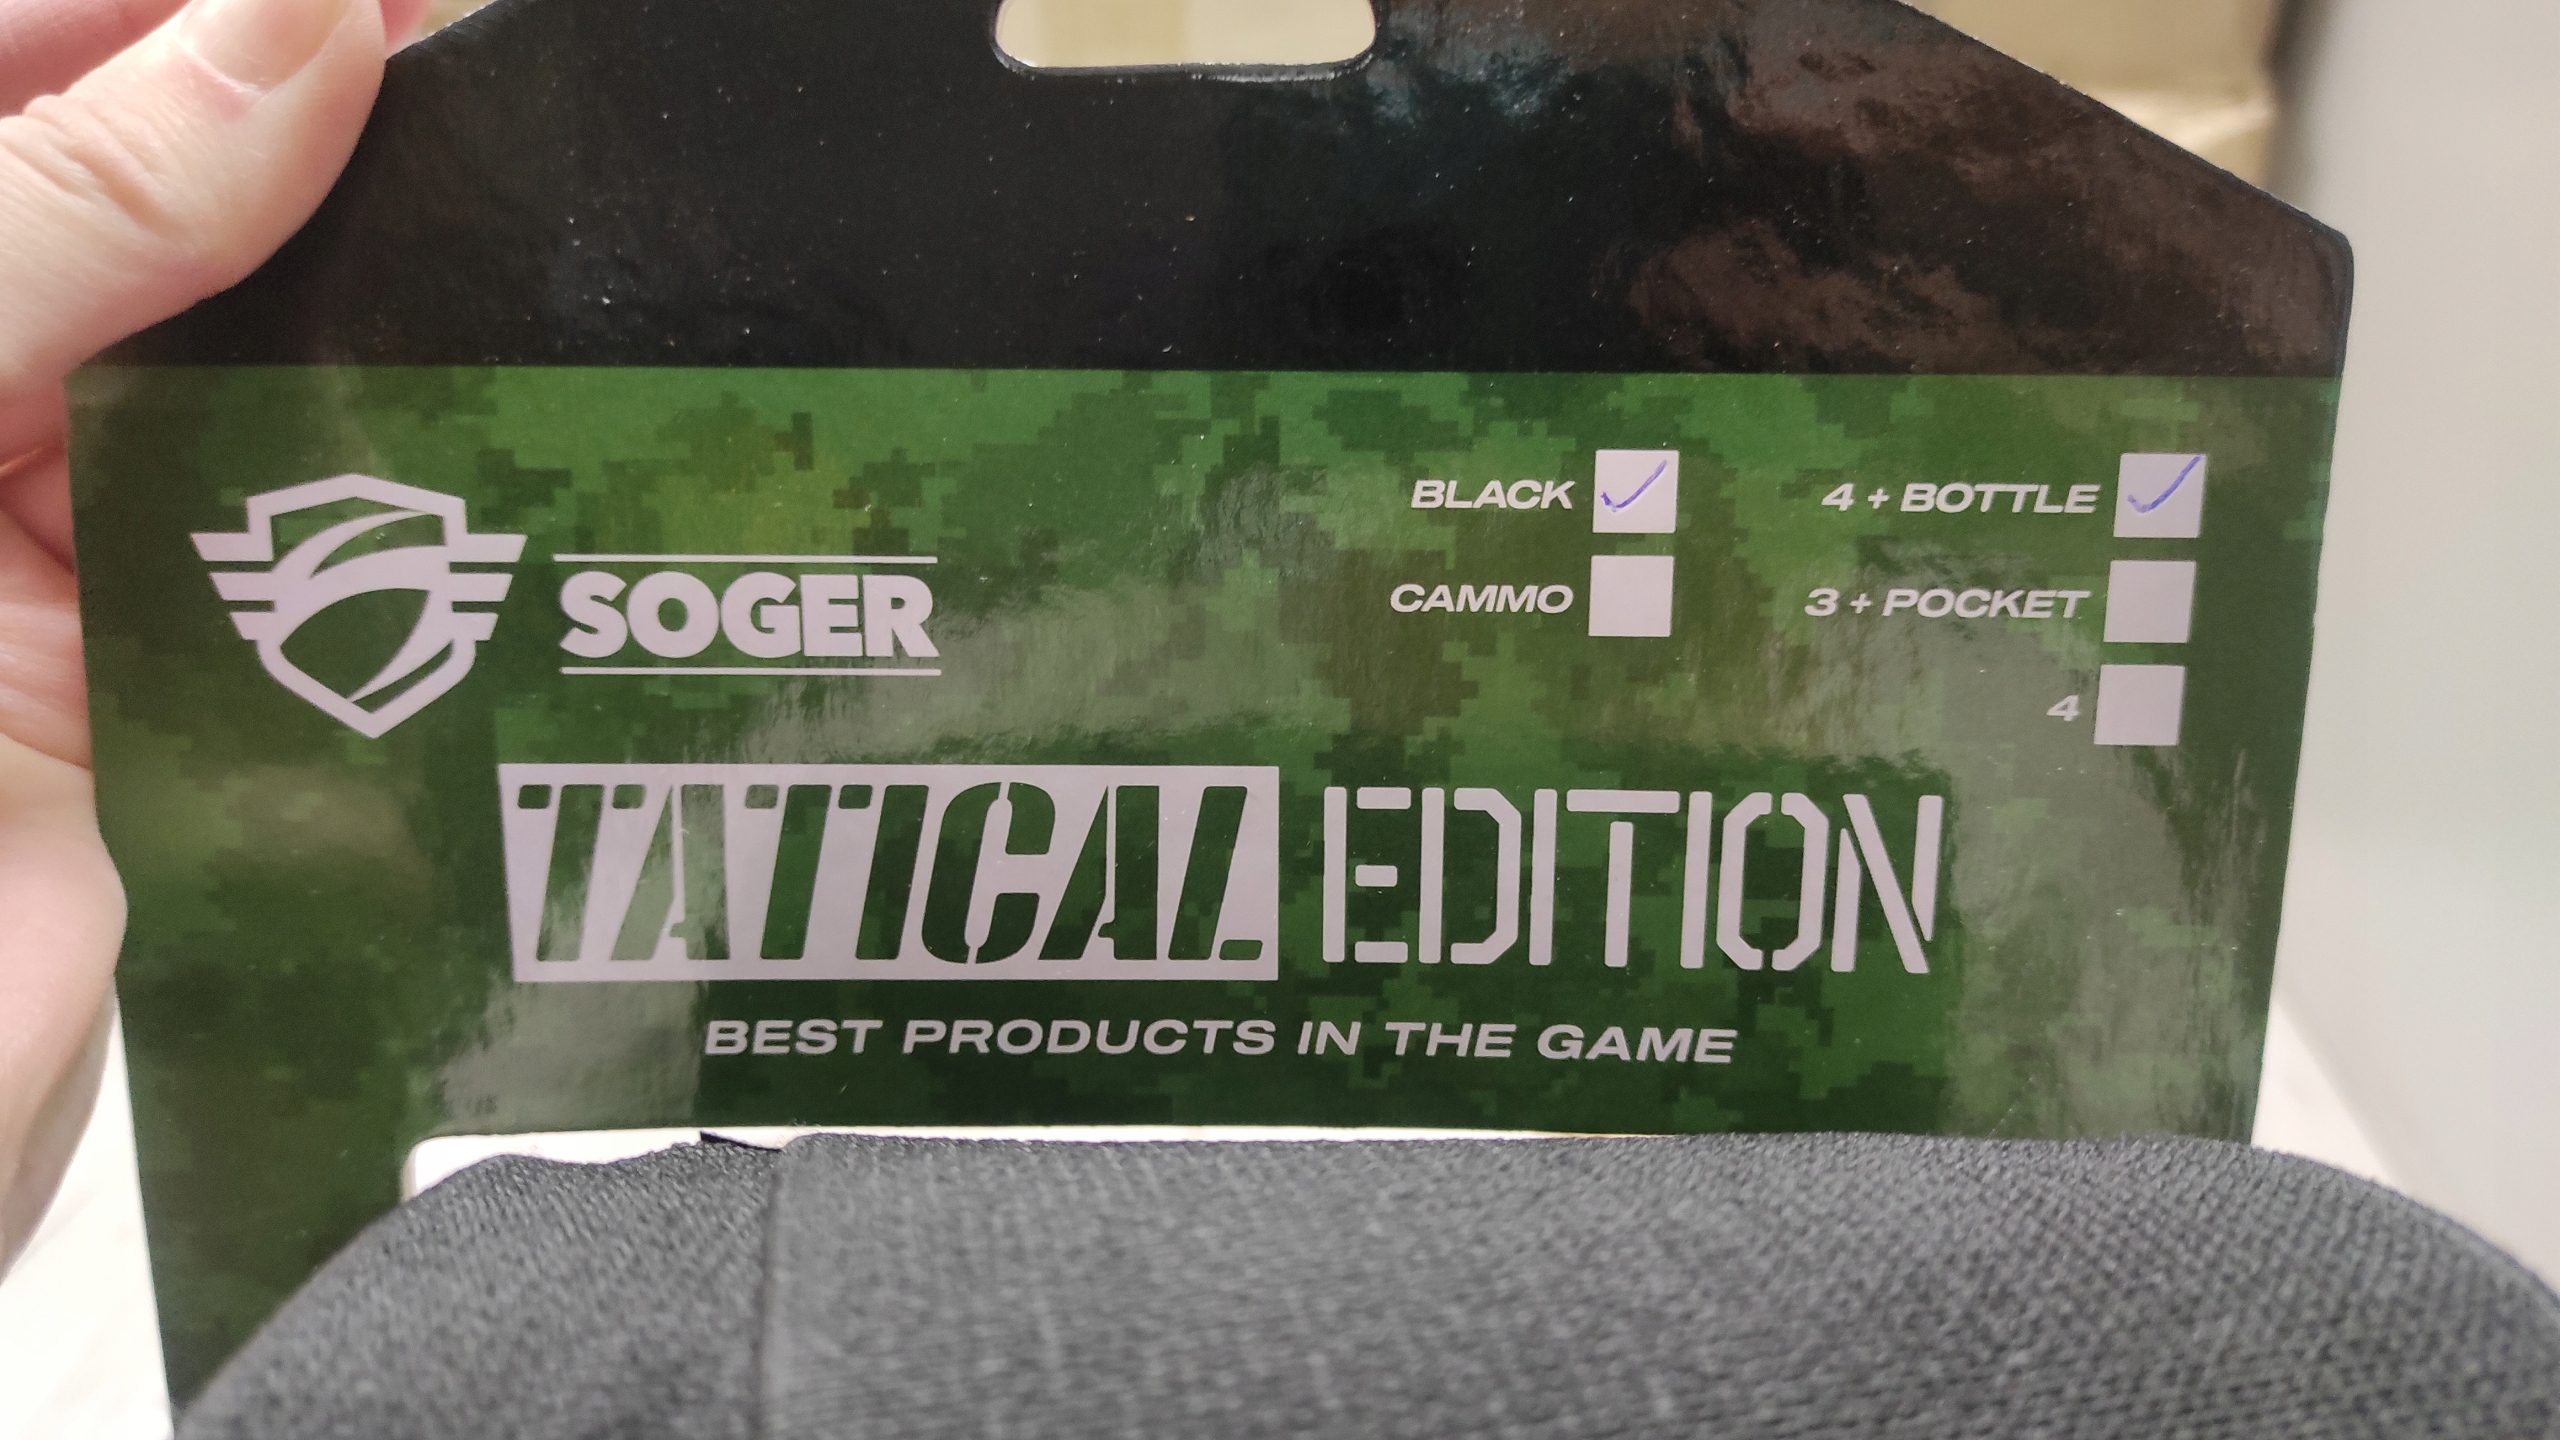 SOGER
BLACK
CAMMO
4 + BOTTLE
3 + POCKET
4
TATICAL EDITION
BEST PRODUCTS IN THE GAME